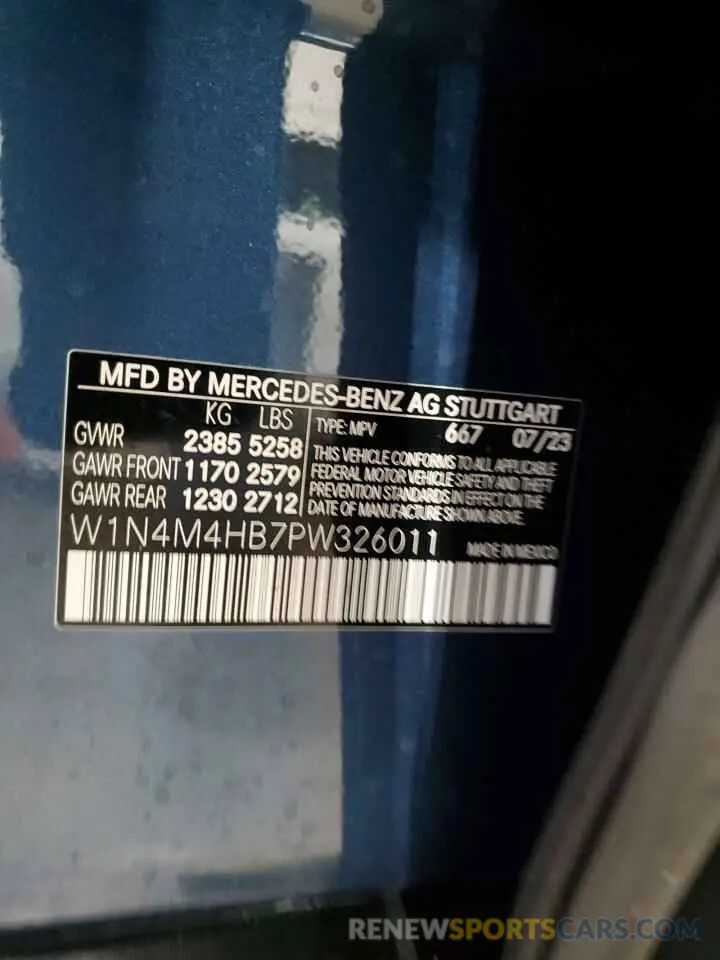 MFD BY MERCEDES-BENZ AG STUTTGART
KG LBS
GVWR 2385 5258
GAWR FRONT 1170 2579
GAWR REAR 1230 2712
TYPE: MPV 667 07/23
THIS VEHICLE CONFORMS TO ALL APPLICABLE
FEDERAL MOTOR VEHICLE SAFETY AND THEFT
PREVENTION STANDARDS IN EFFECT ON THE
DATE OF MANUFACTURE SHOWN ABOVE.
W1N4M4HB7PW326011 MADE IN MEXICO
RENEWSPORTSCARS.COM